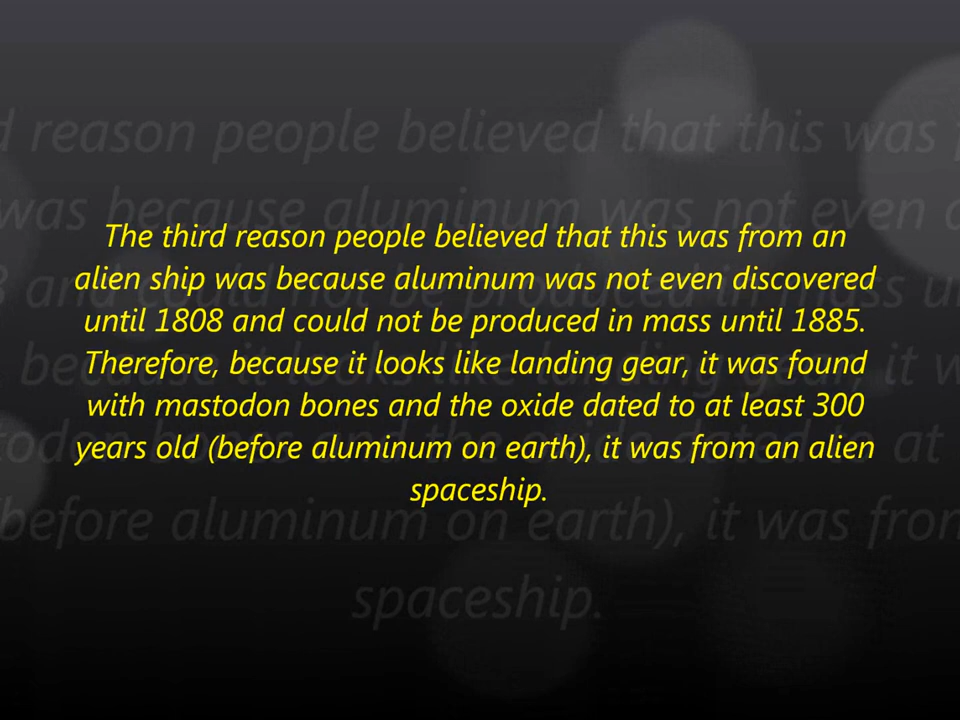 The third reason people believed that this was from an
alien ship was because aluminum was not even discovered
until 1808 and could not be produced in mass until 1885.
Therefore, because it looks like landing gear, it was found
with mastodon bones and the oxide dated to at least 300
years old (before aluminum on earth), it was from an alien
spaceship.